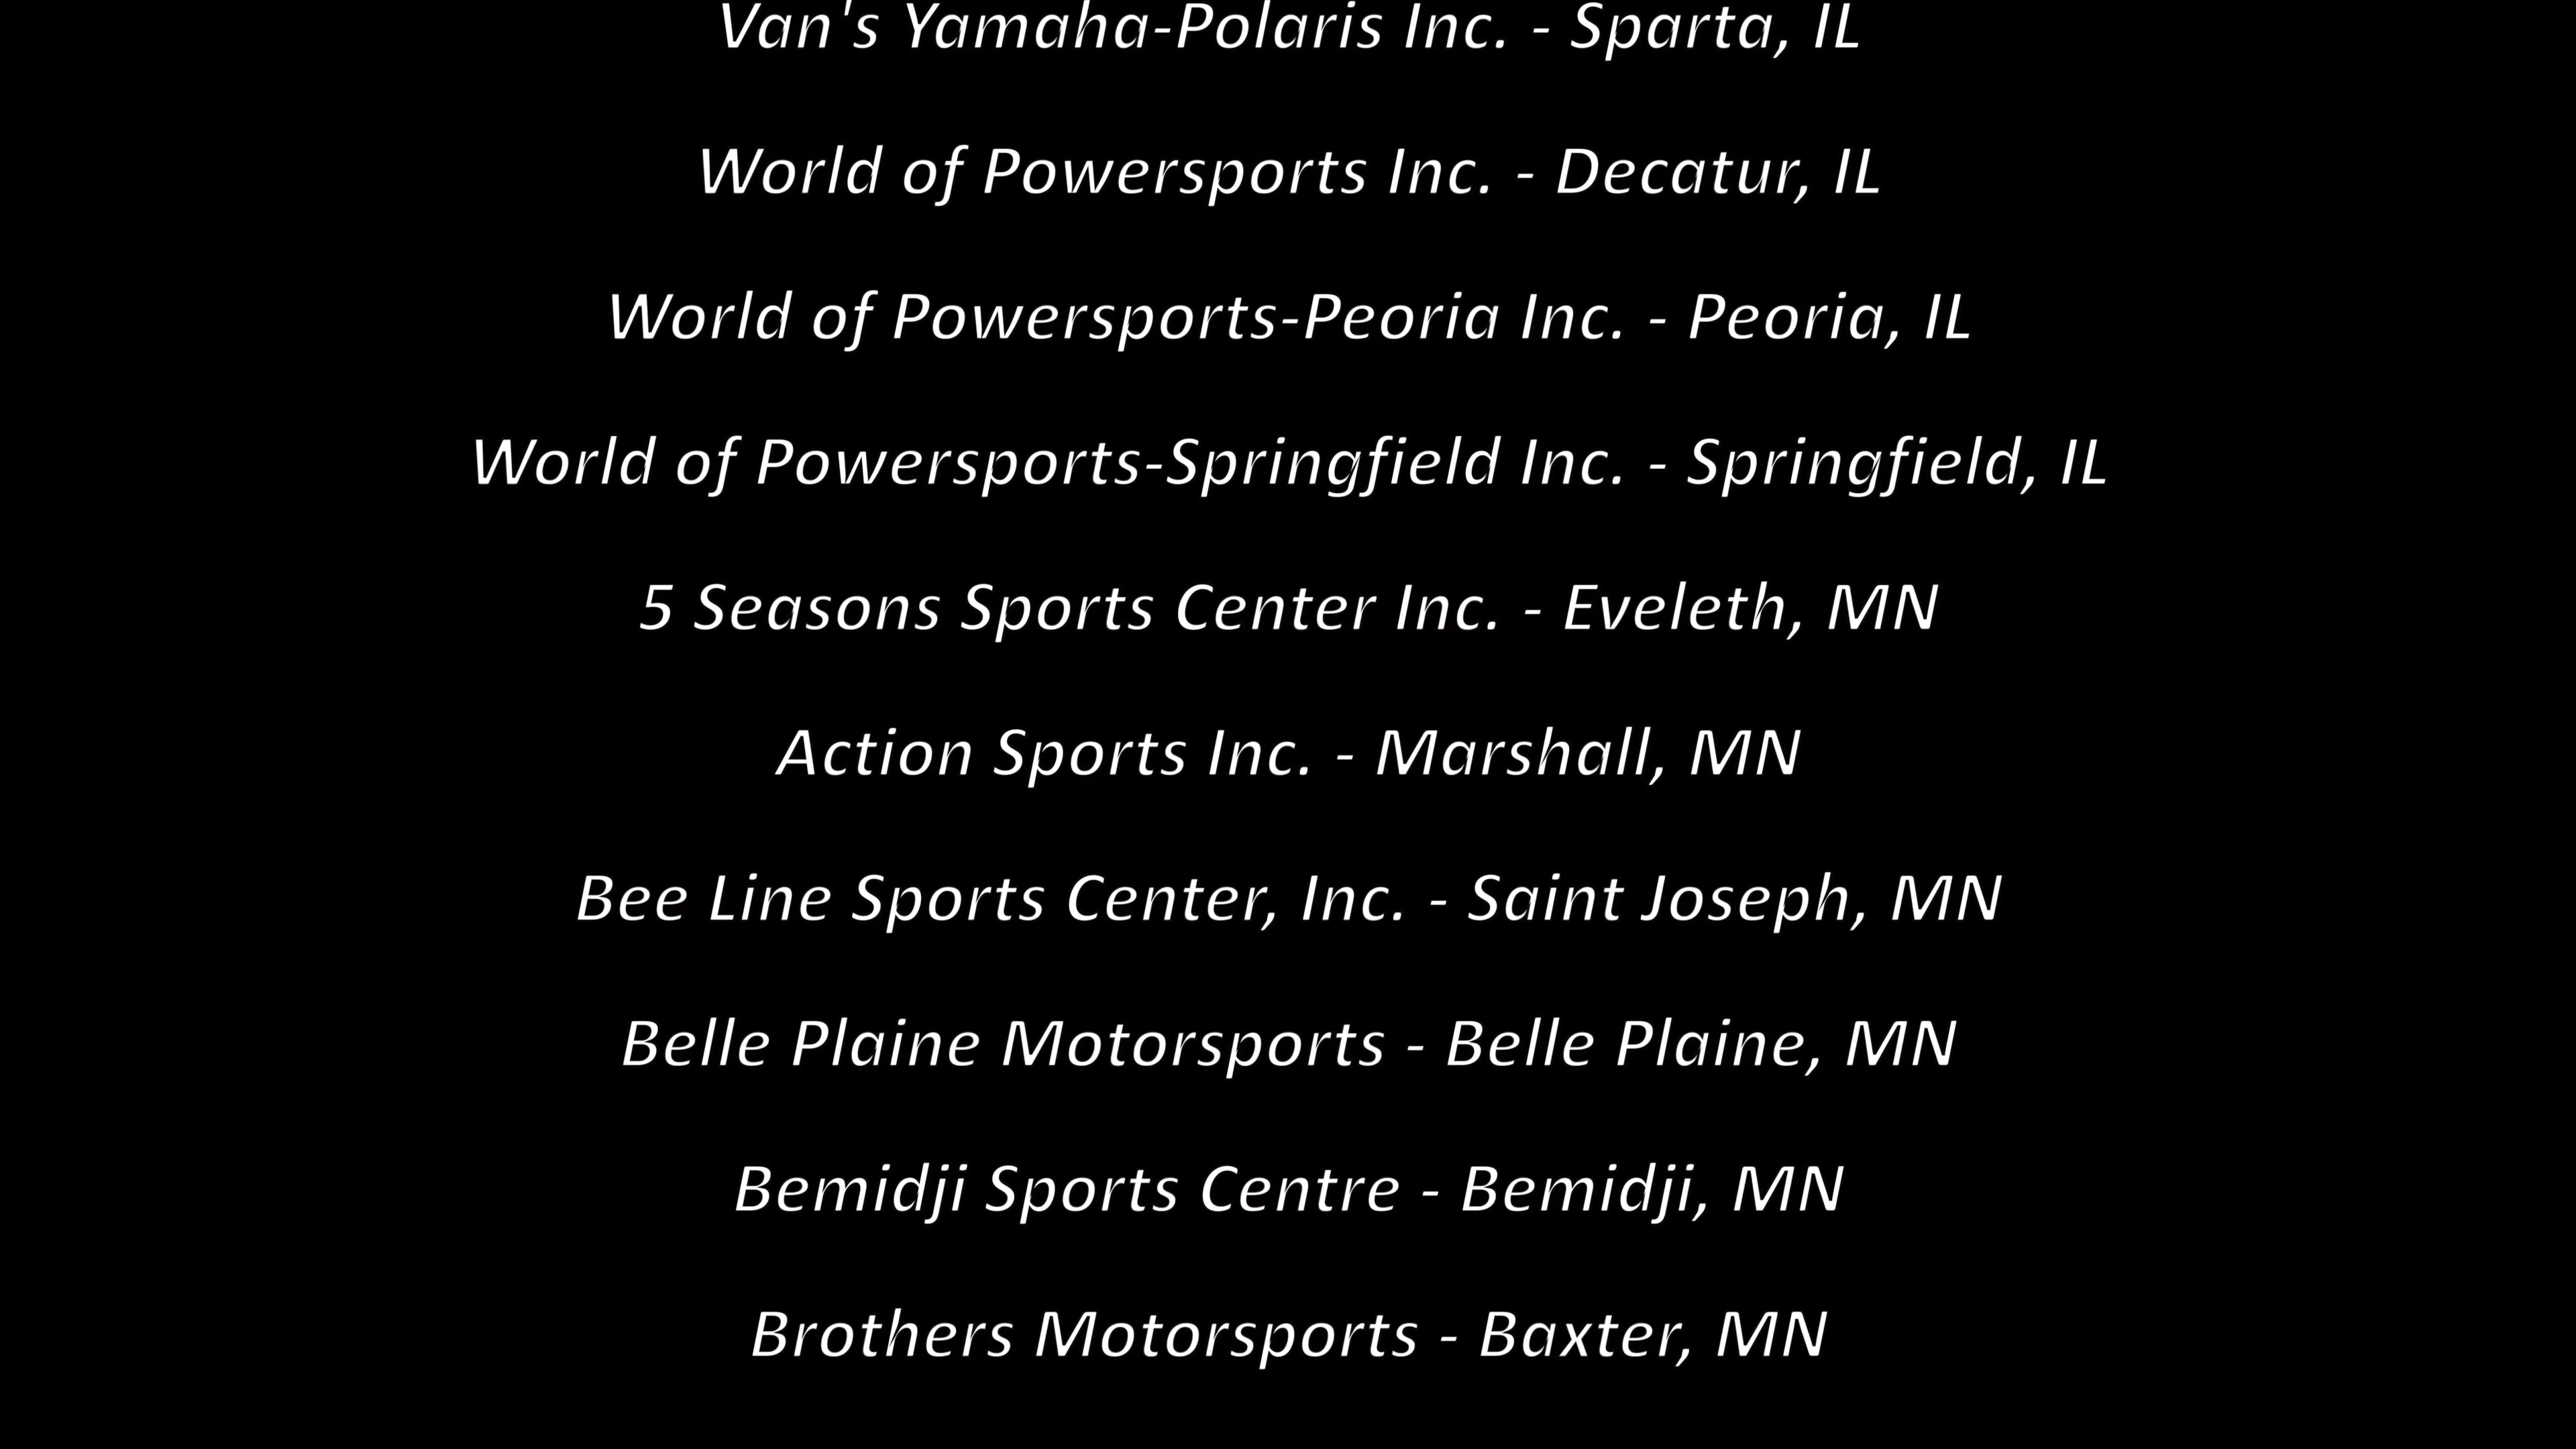 Van's Yamaha-Polaris Inc. - Sparta, IL
World of Powersports Inc. - Decatur, IL
World of Powersports-Peoria Inc. - Peoria, IL
World of Powersports-Springfield Inc. - Springfield, IL
5 Seasons Sports Center Inc. - Eveleth, MN
Action Sports Inc. - Marshall, MN
Bee Line Sports Center, Inc. - Saint Joseph, MN
Belle Plaine Motorsports - Belle Plaine, MN
Bemidji Sports Centre - Bemidji, MN
Brothers Motorsports - Baxter, MN